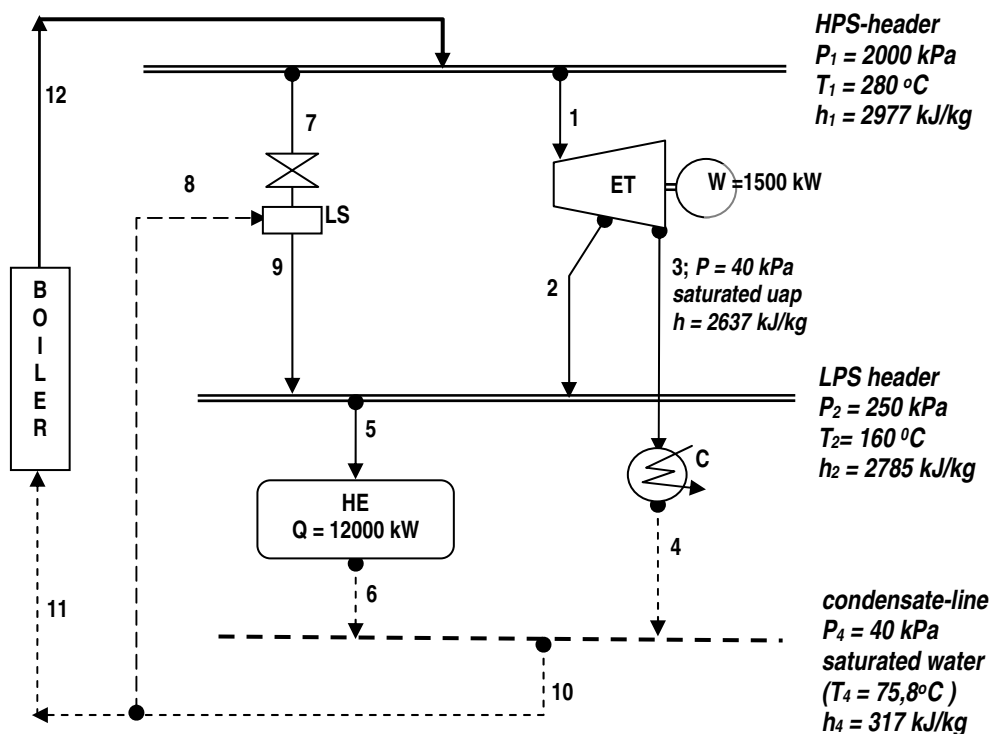 HPS-header
P1 = 2000 kPa
T1 = 280 ºC
h1 = 2977 kJ/kg
12
7
1
8
LS
ET
W =1500 kW
9
2
3; P = 40 kPa
saturated uap
h = 2637 kJ/kg
B
O
I
L
E
R
LPS header
P2 = 250 kPa
T2= 160 ⁰C
h2 = 2785 kJ/kg
5
C
HE
Q = 12000 kW
4
6
11
condensate-line
P4 = 40 kPa
saturated water
(T4 = 75,8ºC )
h4 = 317 kJ/kg
10